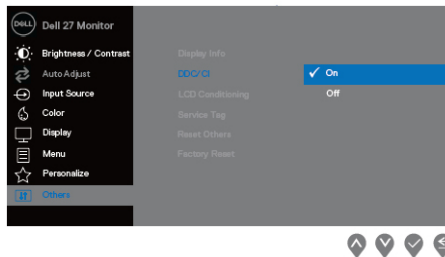 DELL
Dell 27 Monitor
Brightness / Contrast
Auto Adjust
Input Source
Color
Display
Menu
Personalize
Others
Display Info
DDC/CI
LCD Conditioning
Service Tag
Reset Others
Factory Reset
On
Off